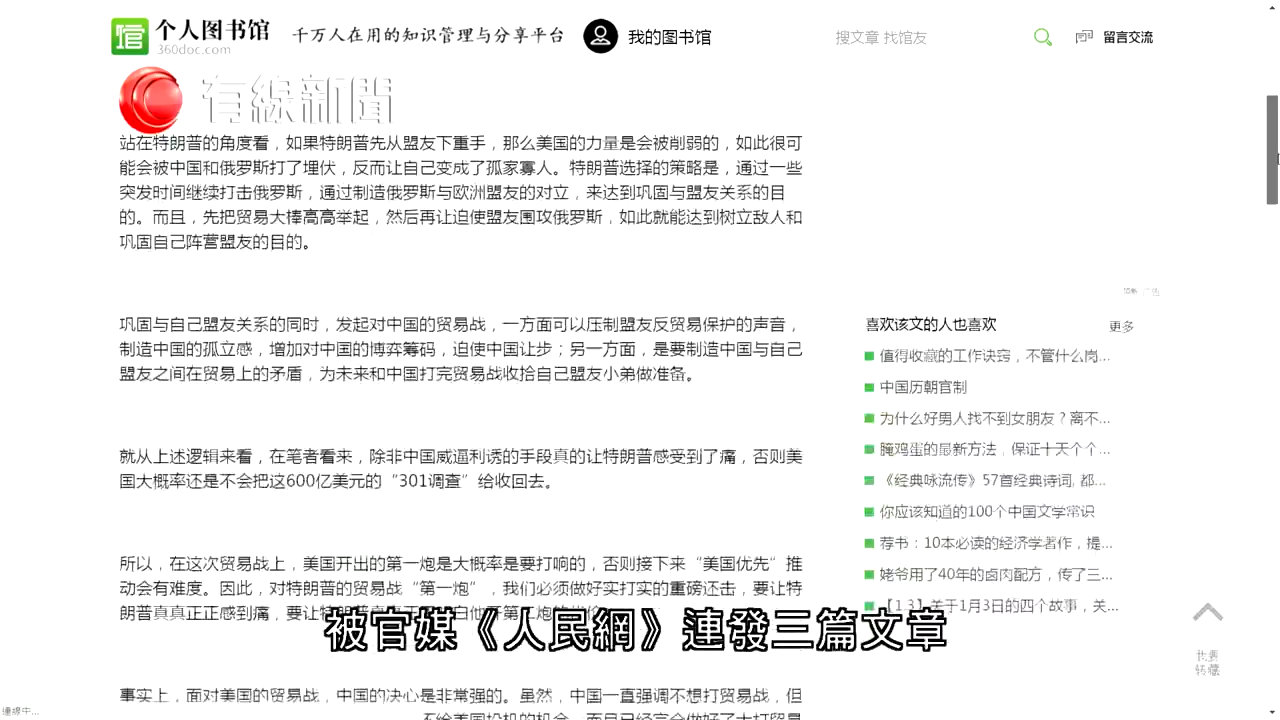 个人图书馆
360doc.com
千万人在用的知识管理与分享平台
我的图书馆
搜文章 找馆友
留言交流
有線新聞
站在特朗普的角度看，如果特朗普先从盟友下重手，那么美国的力量是会被削弱的，如此很可
能会被中国和俄罗斯打了埋伏，反而让自己变成了孤家寡人。特朗普选择的策略是，通过一些
突发时间继续打击俄罗斯，通过制造俄罗斯与欧洲盟友的对立，来达到巩固与盟友关系的目
的。而且，先把贸易大棒高高举起，然后再让迫使盟友围攻俄罗斯，如此就能达到树立敌人和
巩固自己阵营盟友的目的。
巩固与自己盟友关系的同时，发起对中国的贸易战，一方面可以压制盟友反贸易保护的声音，
制造中国的孤立感，增加对中国的博弈筹码，迫使中国让步；另一方面，是要制造中国与自己
盟友之间在贸易上的矛盾，为未来和中国打完贸易战收拾自己盟友小弟做准备。
就从上述逻辑来看，在笔者看来，除非中国威逼利诱的手段真的让特朗普感受到了痛，否则美
国大概率还是不会把这600亿美元的“301调查”给收回去。
所以，在这次贸易战上，美国开出的第一炮是大概率是要打响的，否则接下来“美国优先”推
动会有难度。因此，对特朗普的贸易战“第一炮”，我们必须做好实打实的重磅还击，要让特
朗普真真正正感到痛，要让特朗普
事实上，面对美国的贸易战，中国的决心是非常强的。虽然，中国一直强调不想打贸易战，但
广告
喜欢该文的人也喜欢
更多
值得收藏的工作诀窍，不管什么岗...
中国历朝官制
为什么好男人找不到女朋友？离不...
腌鸡蛋的最新方法，保证十天个个...
《经典咏流传》57首经典诗词, 都...
你应该知道的100个中国文学常识
荐书：10本必读的经济学著作，提...
姥爷用了40年的卤肉配方，传了三...
【1.3】关于1月3日的四个故事，关...
转藏
被官媒《人民網》連發三篇文章